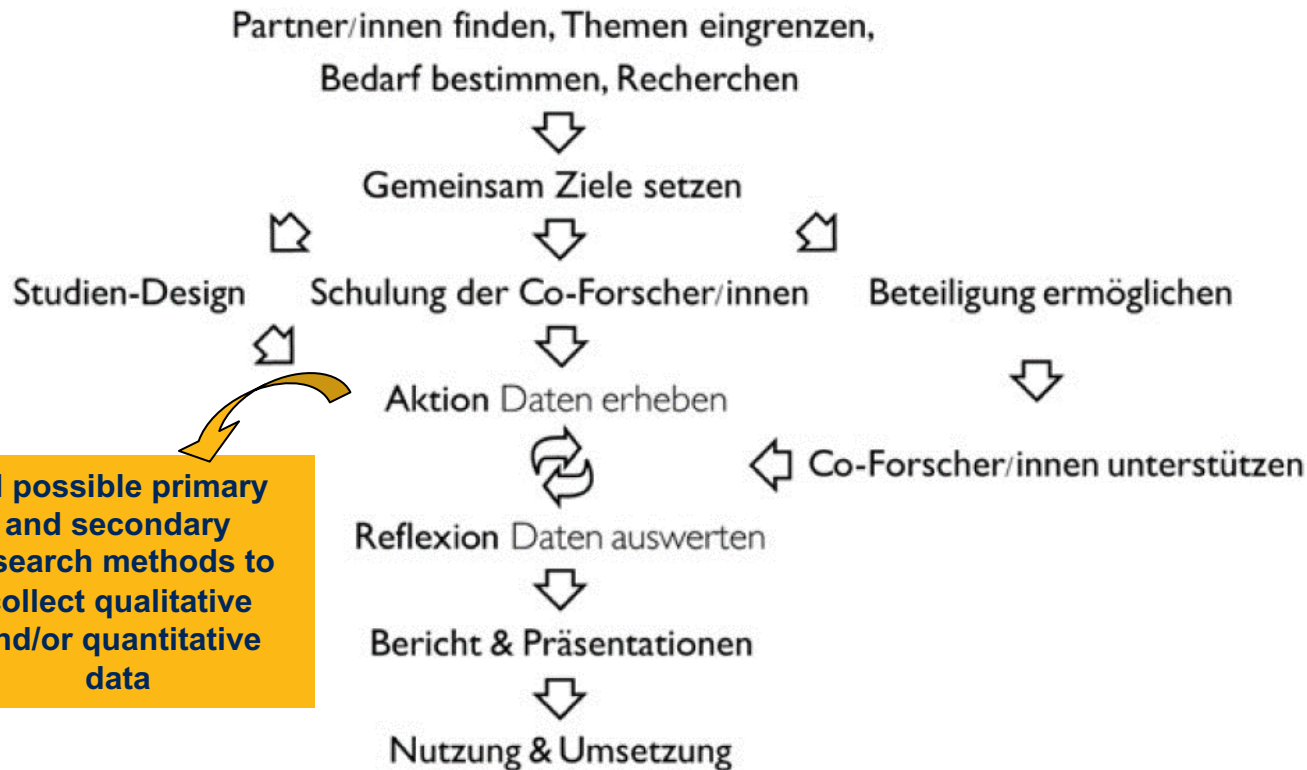 Partner/innen finden, Themen eingrenzen,
Bedarf bestimmen, Recherchen
Gemeinsam Ziele setzen
Studien-Design
Schulung der Co-Forscher/innen
Beteiligung ermöglichen
Aktion Daten erheben
Co-Forscher/innen unterstützen
Reflexion Daten auswerten
Bericht & Präsentationen
Nutzung & Umsetzung
possible primary
and secondary
search methods to
ollect qualitative
nd/or quantitative
data